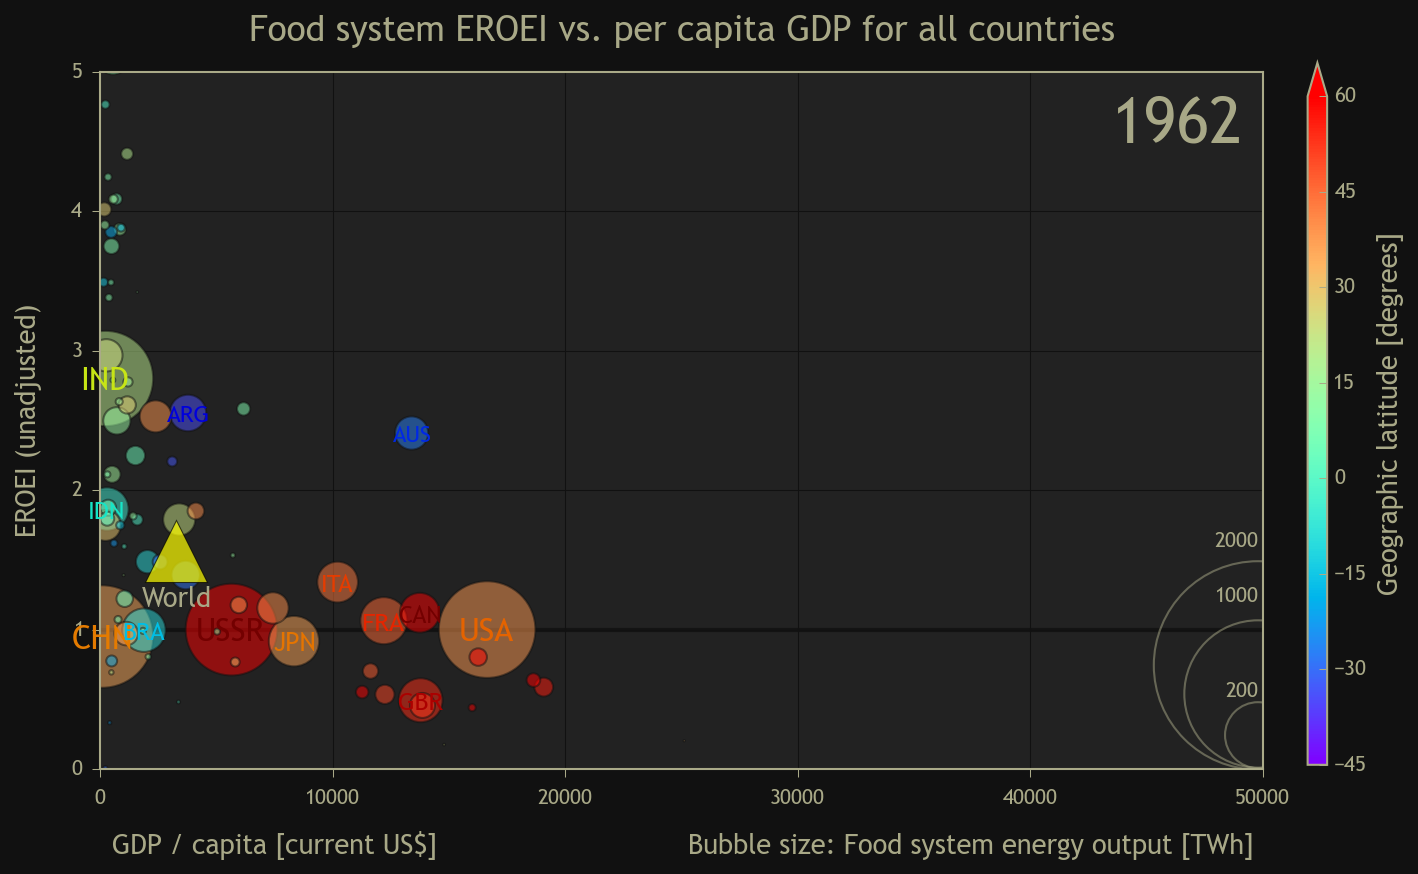 Food system EROEI vs. per capita GDP for all countries
1962
EROEI (unadjusted)
5
4
3
2
1
0
IND
ARG
AUS
IDN
World
ITA
FRA
CAN
CHN
BRA
USSR
JPN
USA
GBR
2000
1000
200
0
10000
20000
30000
40000
50000
GDP / capita [current US$]
Bubble size: Food system energy output [TWh]
60
45
30
15
0
−15
−30
−45
Geographic latitude [degrees]